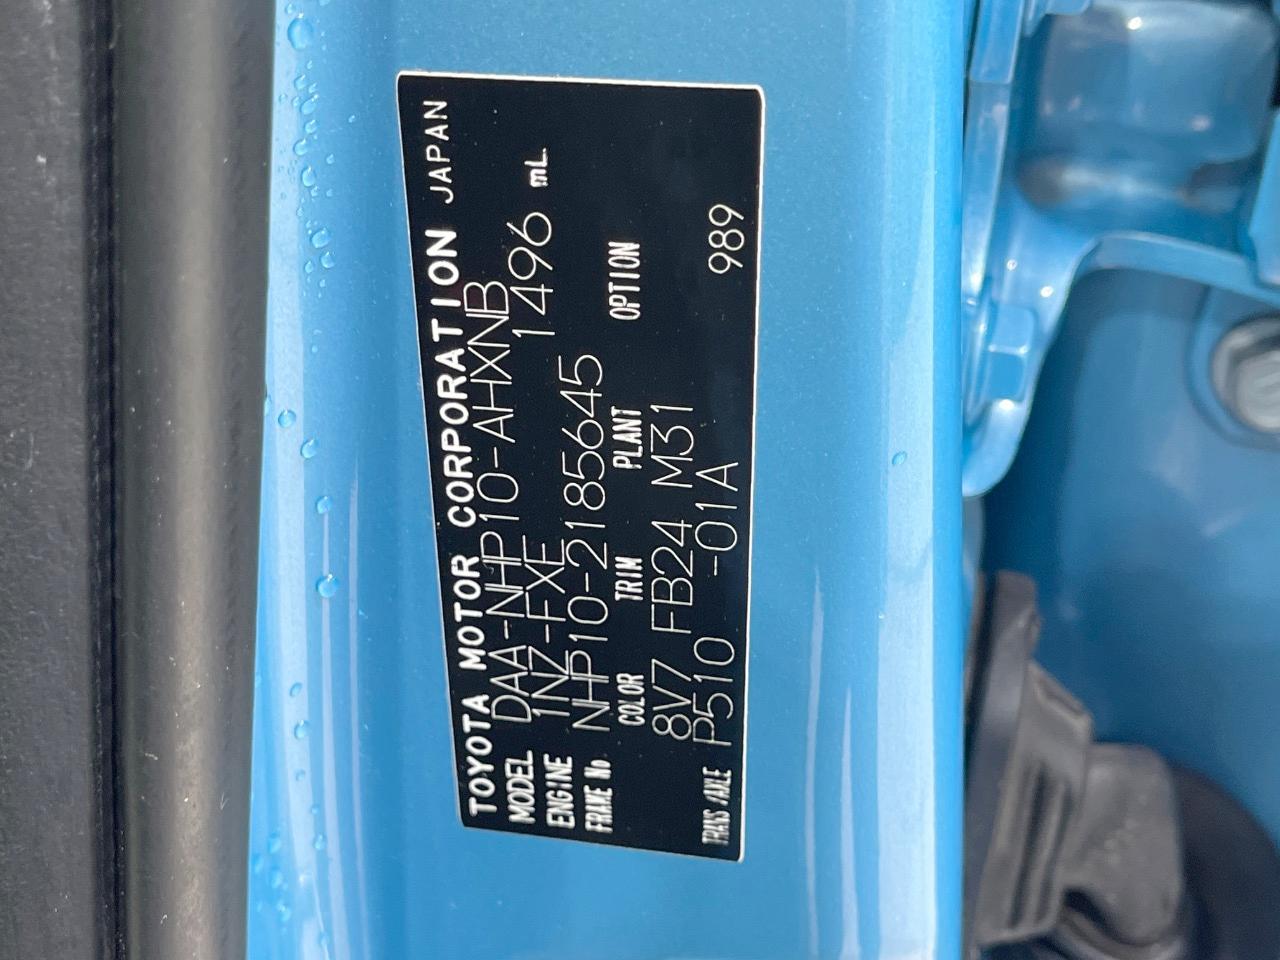 TOYOTA MOTOR CORPORATION JAPAN
MODEL DAA-NHP10-AHXNB
ENGINE 1NZ-FXE 1496 mL
FRAME No. NHP10-2185645
COLOR TRIM PLANT OPTION
8V7 FB24 M31
TRANS/AXLE P510 -01A 989